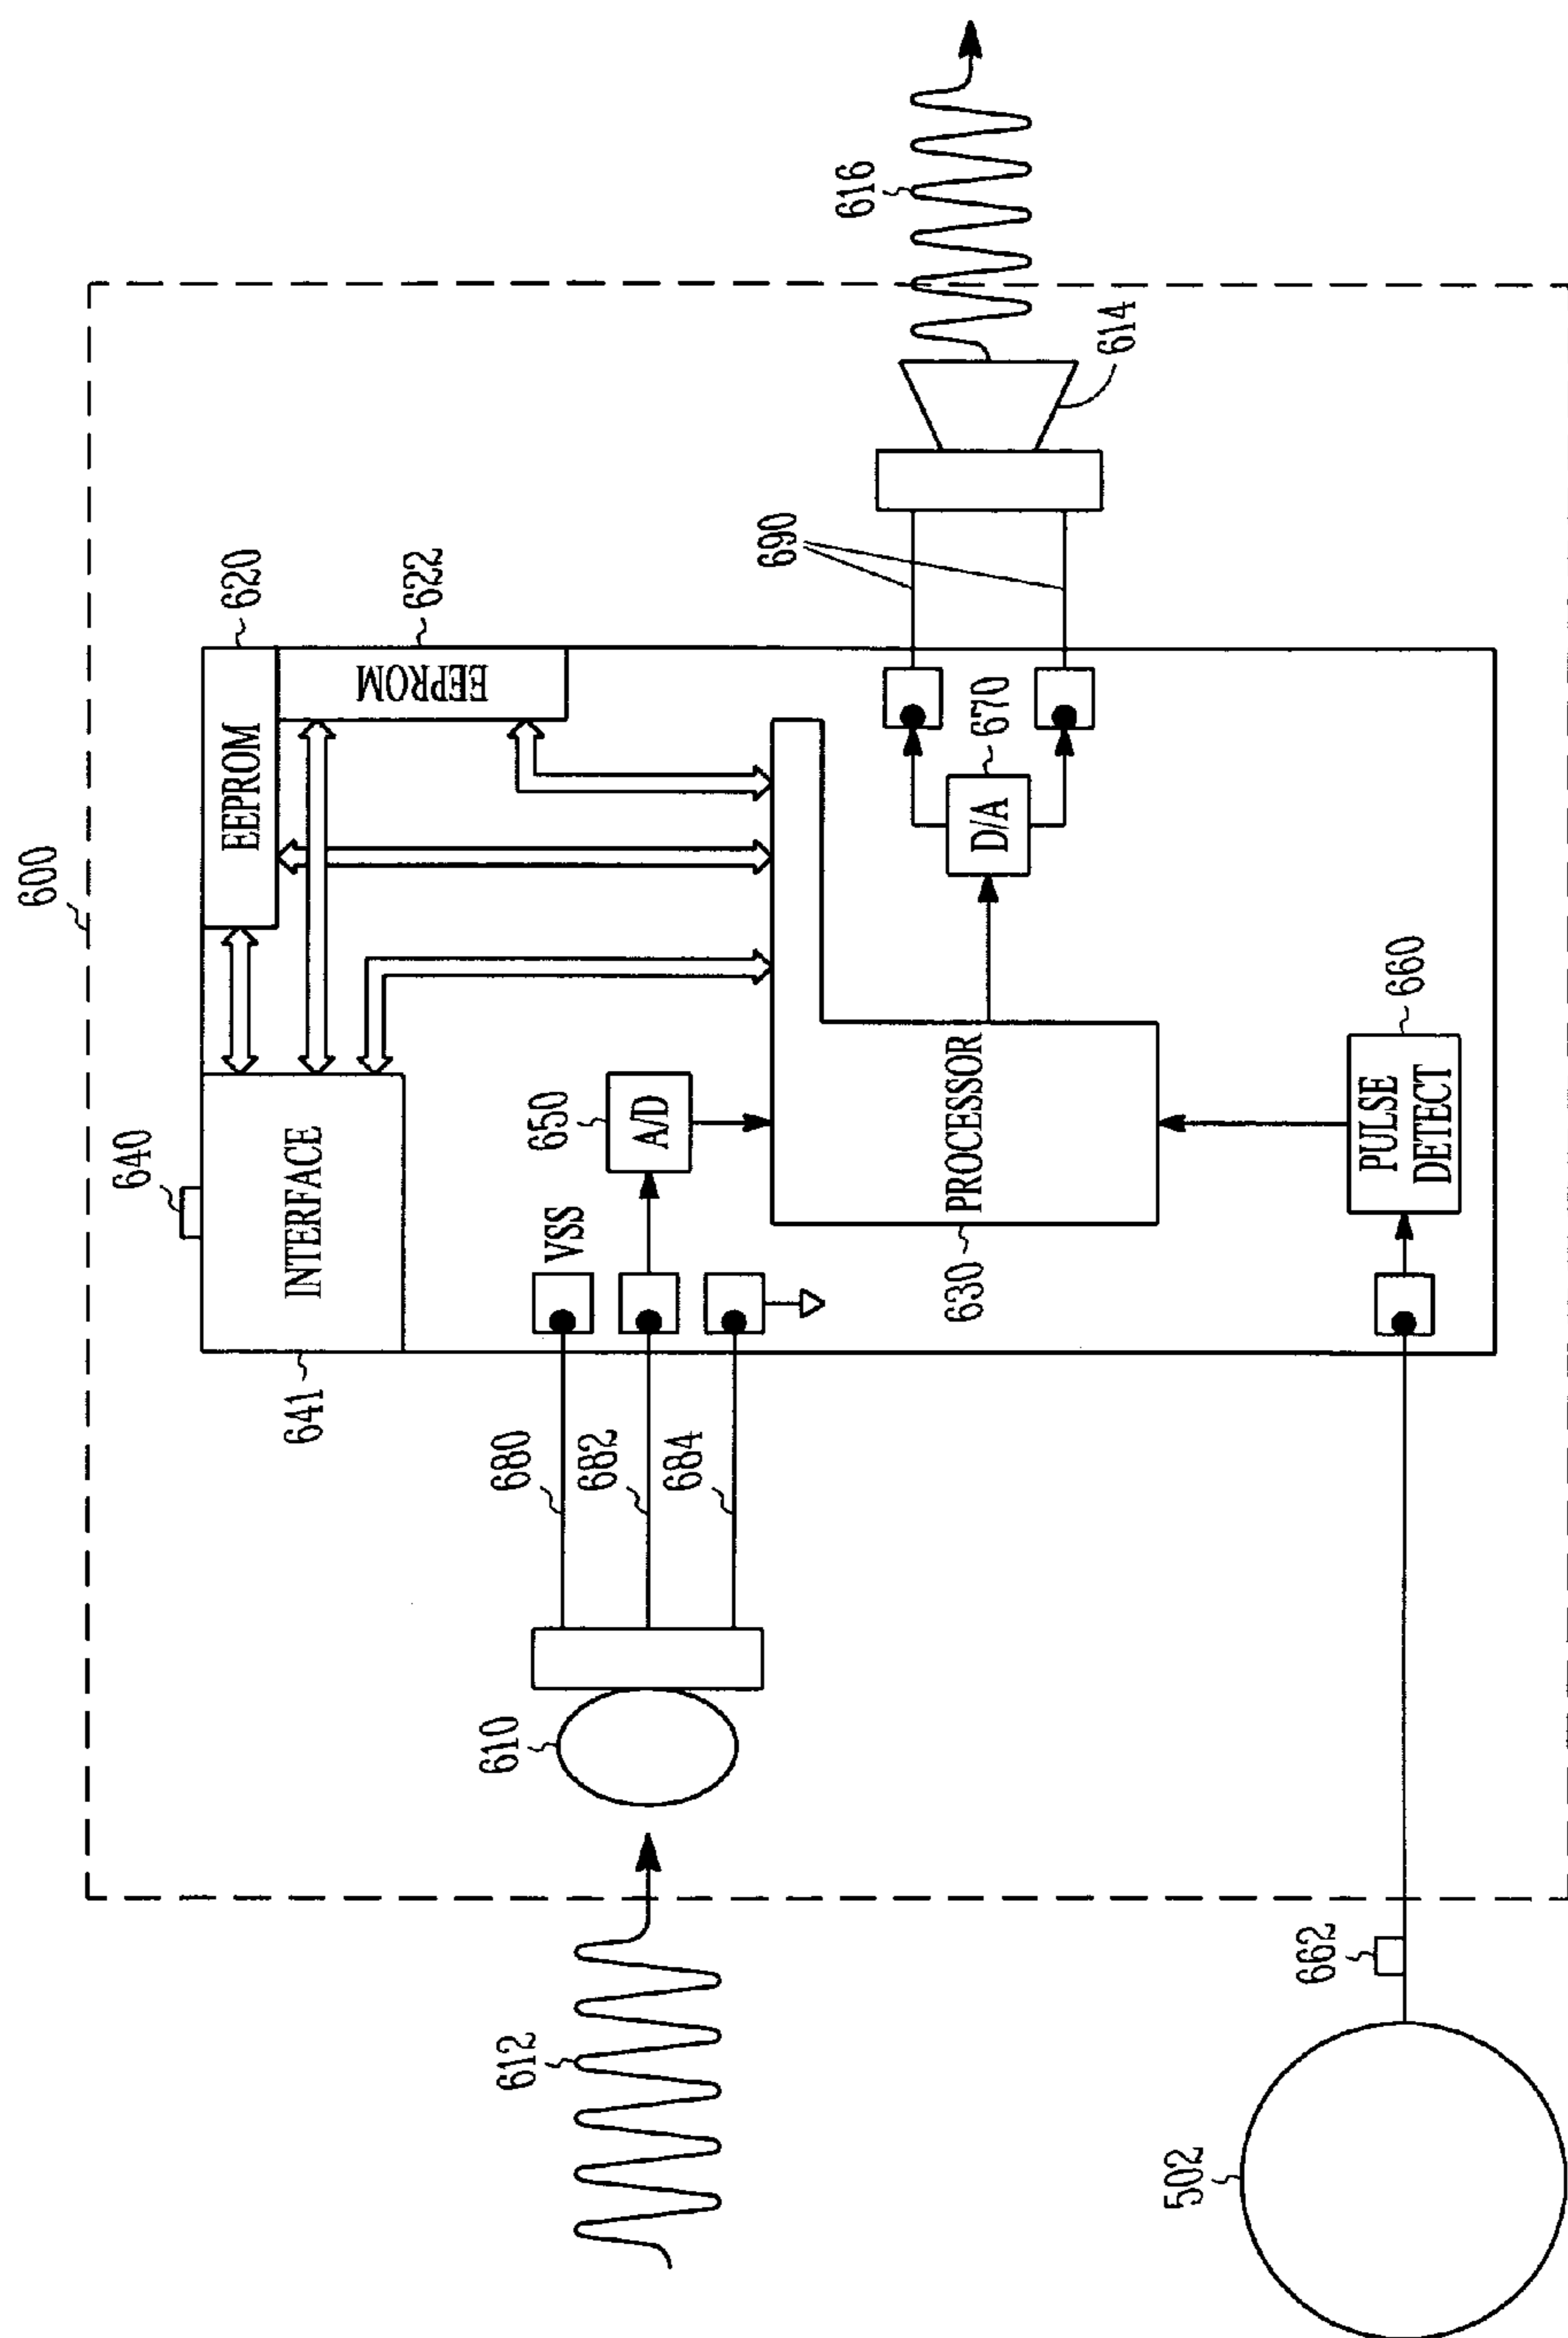 600
640
641
INTERFACE
EEPROM
620
EEPROM
622
680
682
684
VSS
650
A/D
610
612
PROCESSOR
630
D/A
670
690
614
616
PULSE
DETECT
660
662
502